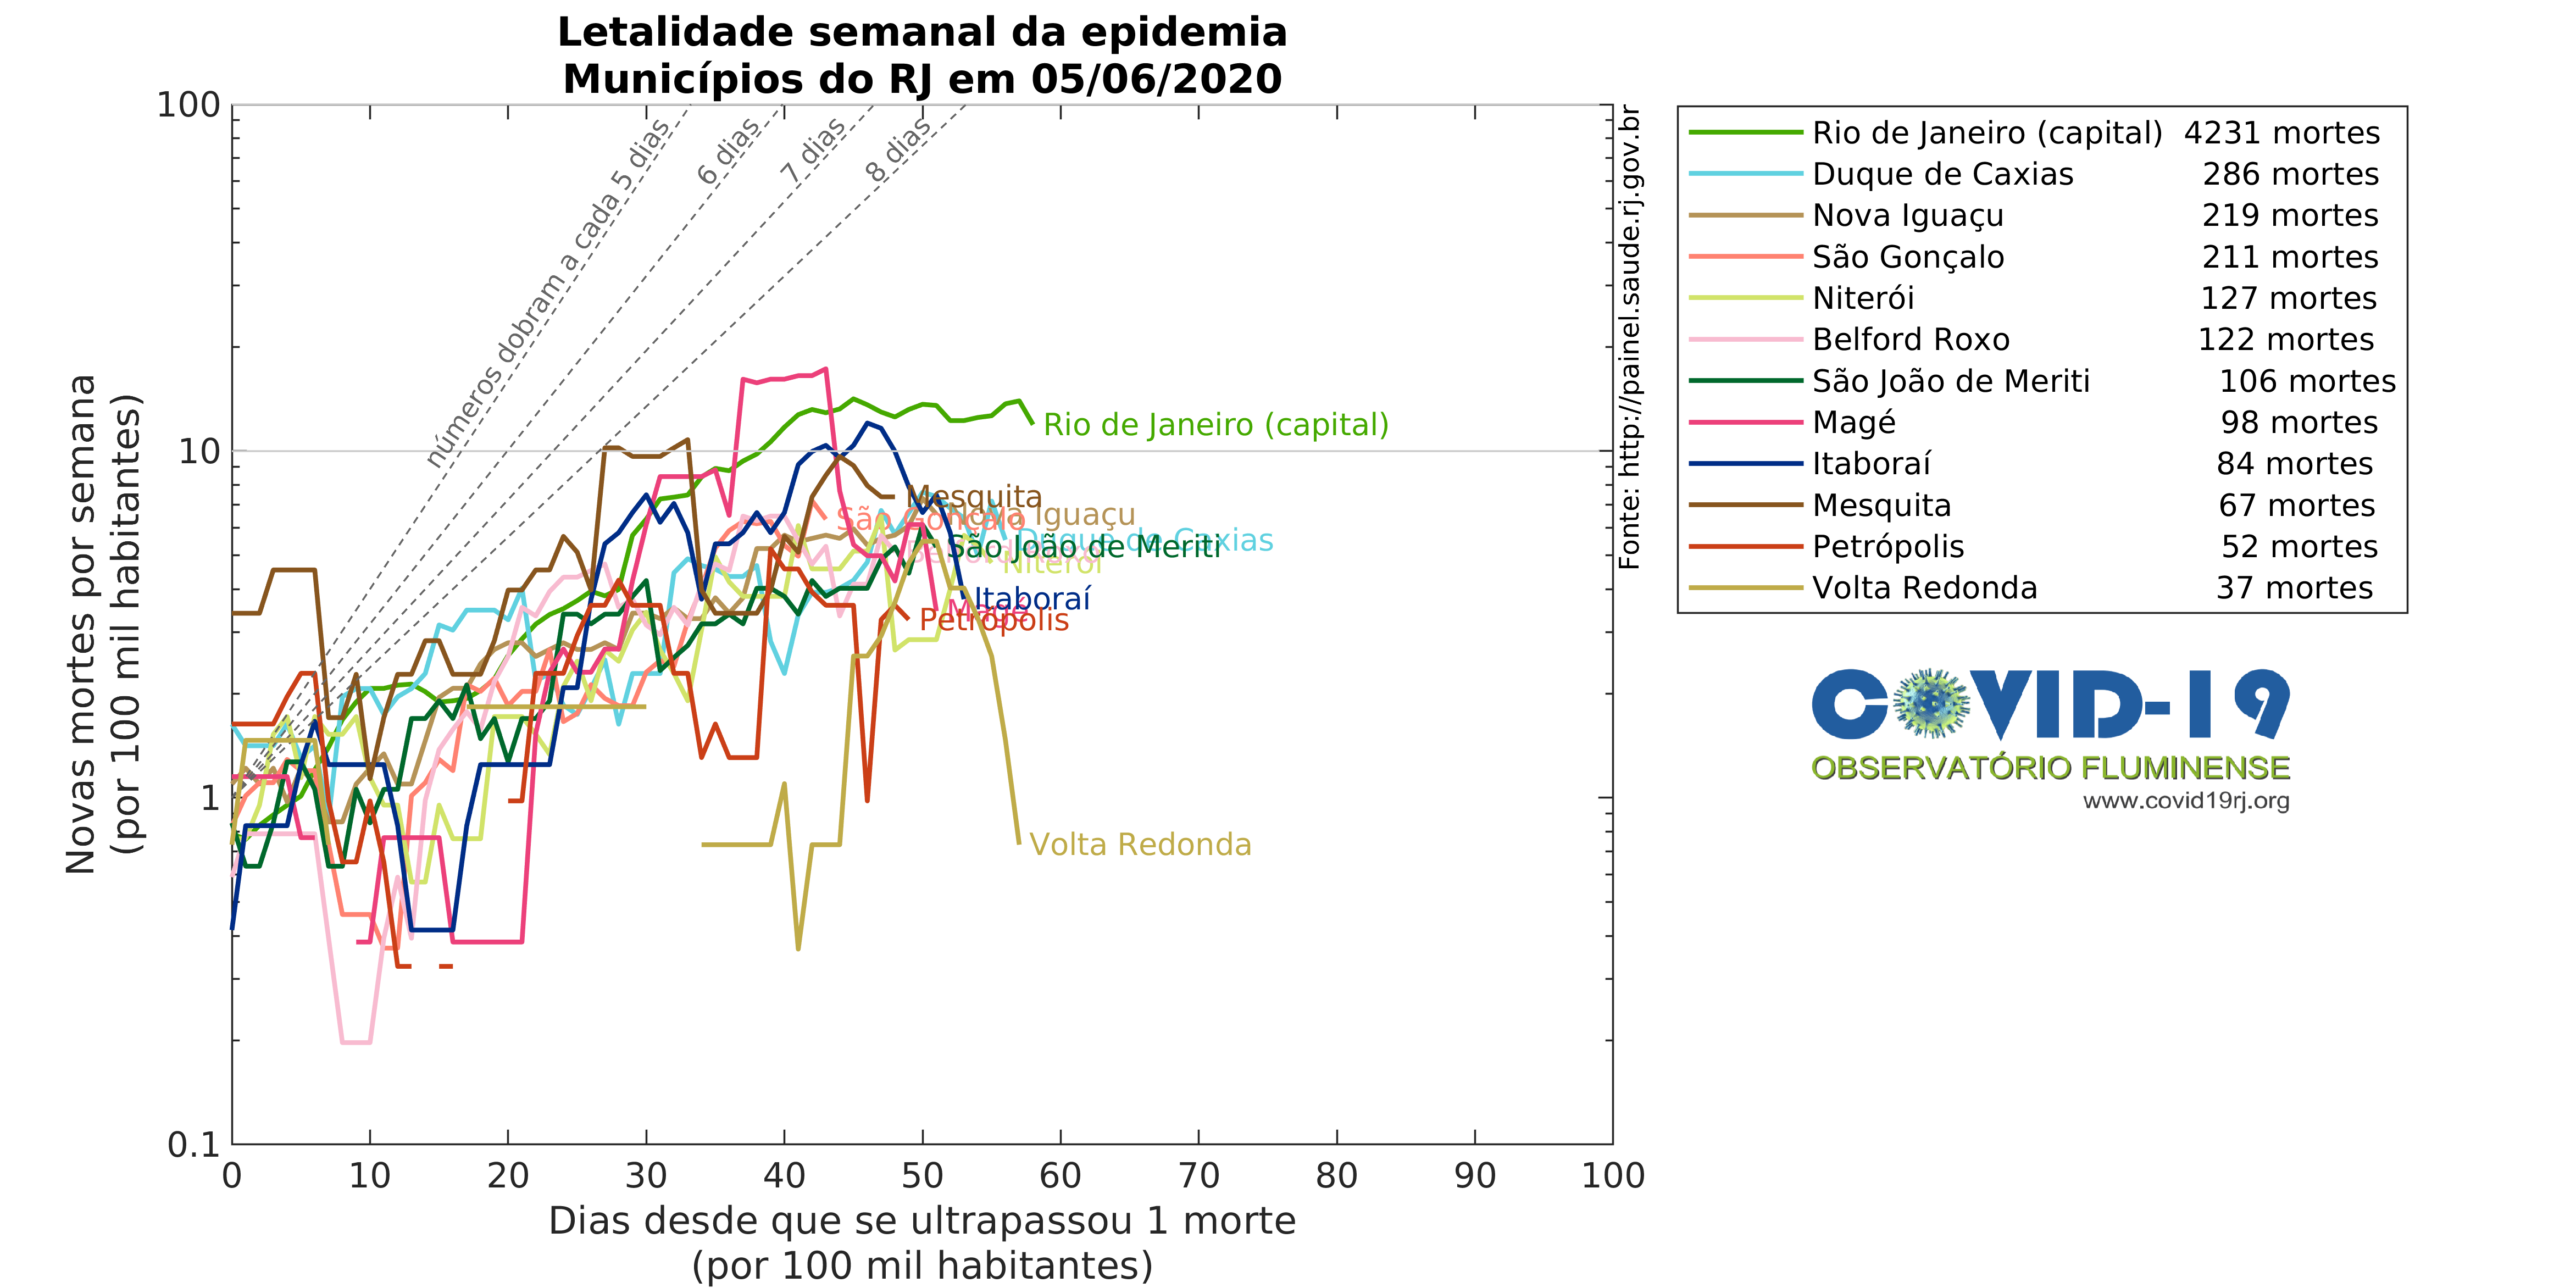 Letalidade semanal da epidemia
Municípios do RJ em 05/06/2020
Novas mortes por semana
(por 100 mil habitantes)
100
10
1
0.1
números dobram a cada 5 dias
6 dias
7 dias
8 dias
Rio de Janeiro (capital)
Mesquita
Nova Iguaçu
São Gonçalo
Duque de Caxias
São João de Meriti
Belford Roxo
Niterói
Itaboraí
Magé
Petrópolis
Volta Redonda
0 10 20 30 40 50 60 70 80 90 100
Dias desde que se ultrapassou 1 morte
(por 100 mil habitantes)
Fonte: http://painel.saude.rj.gov.br
Rio de Janeiro (capital) 4231 mortes
Duque de Caxias 286 mortes
Nova Iguaçu 219 mortes
São Gonçalo 211 mortes
Niterói 127 mortes
Belford Roxo 122 mortes
São João de Meriti 106 mortes
Magé 98 mortes
Itaboraí 84 mortes
Mesquita 67 mortes
Petrópolis 52 mortes
Volta Redonda 37 mortes
COVID-19
OBSERVATÓRIO FLUMINENSE
www.covid19rj.org